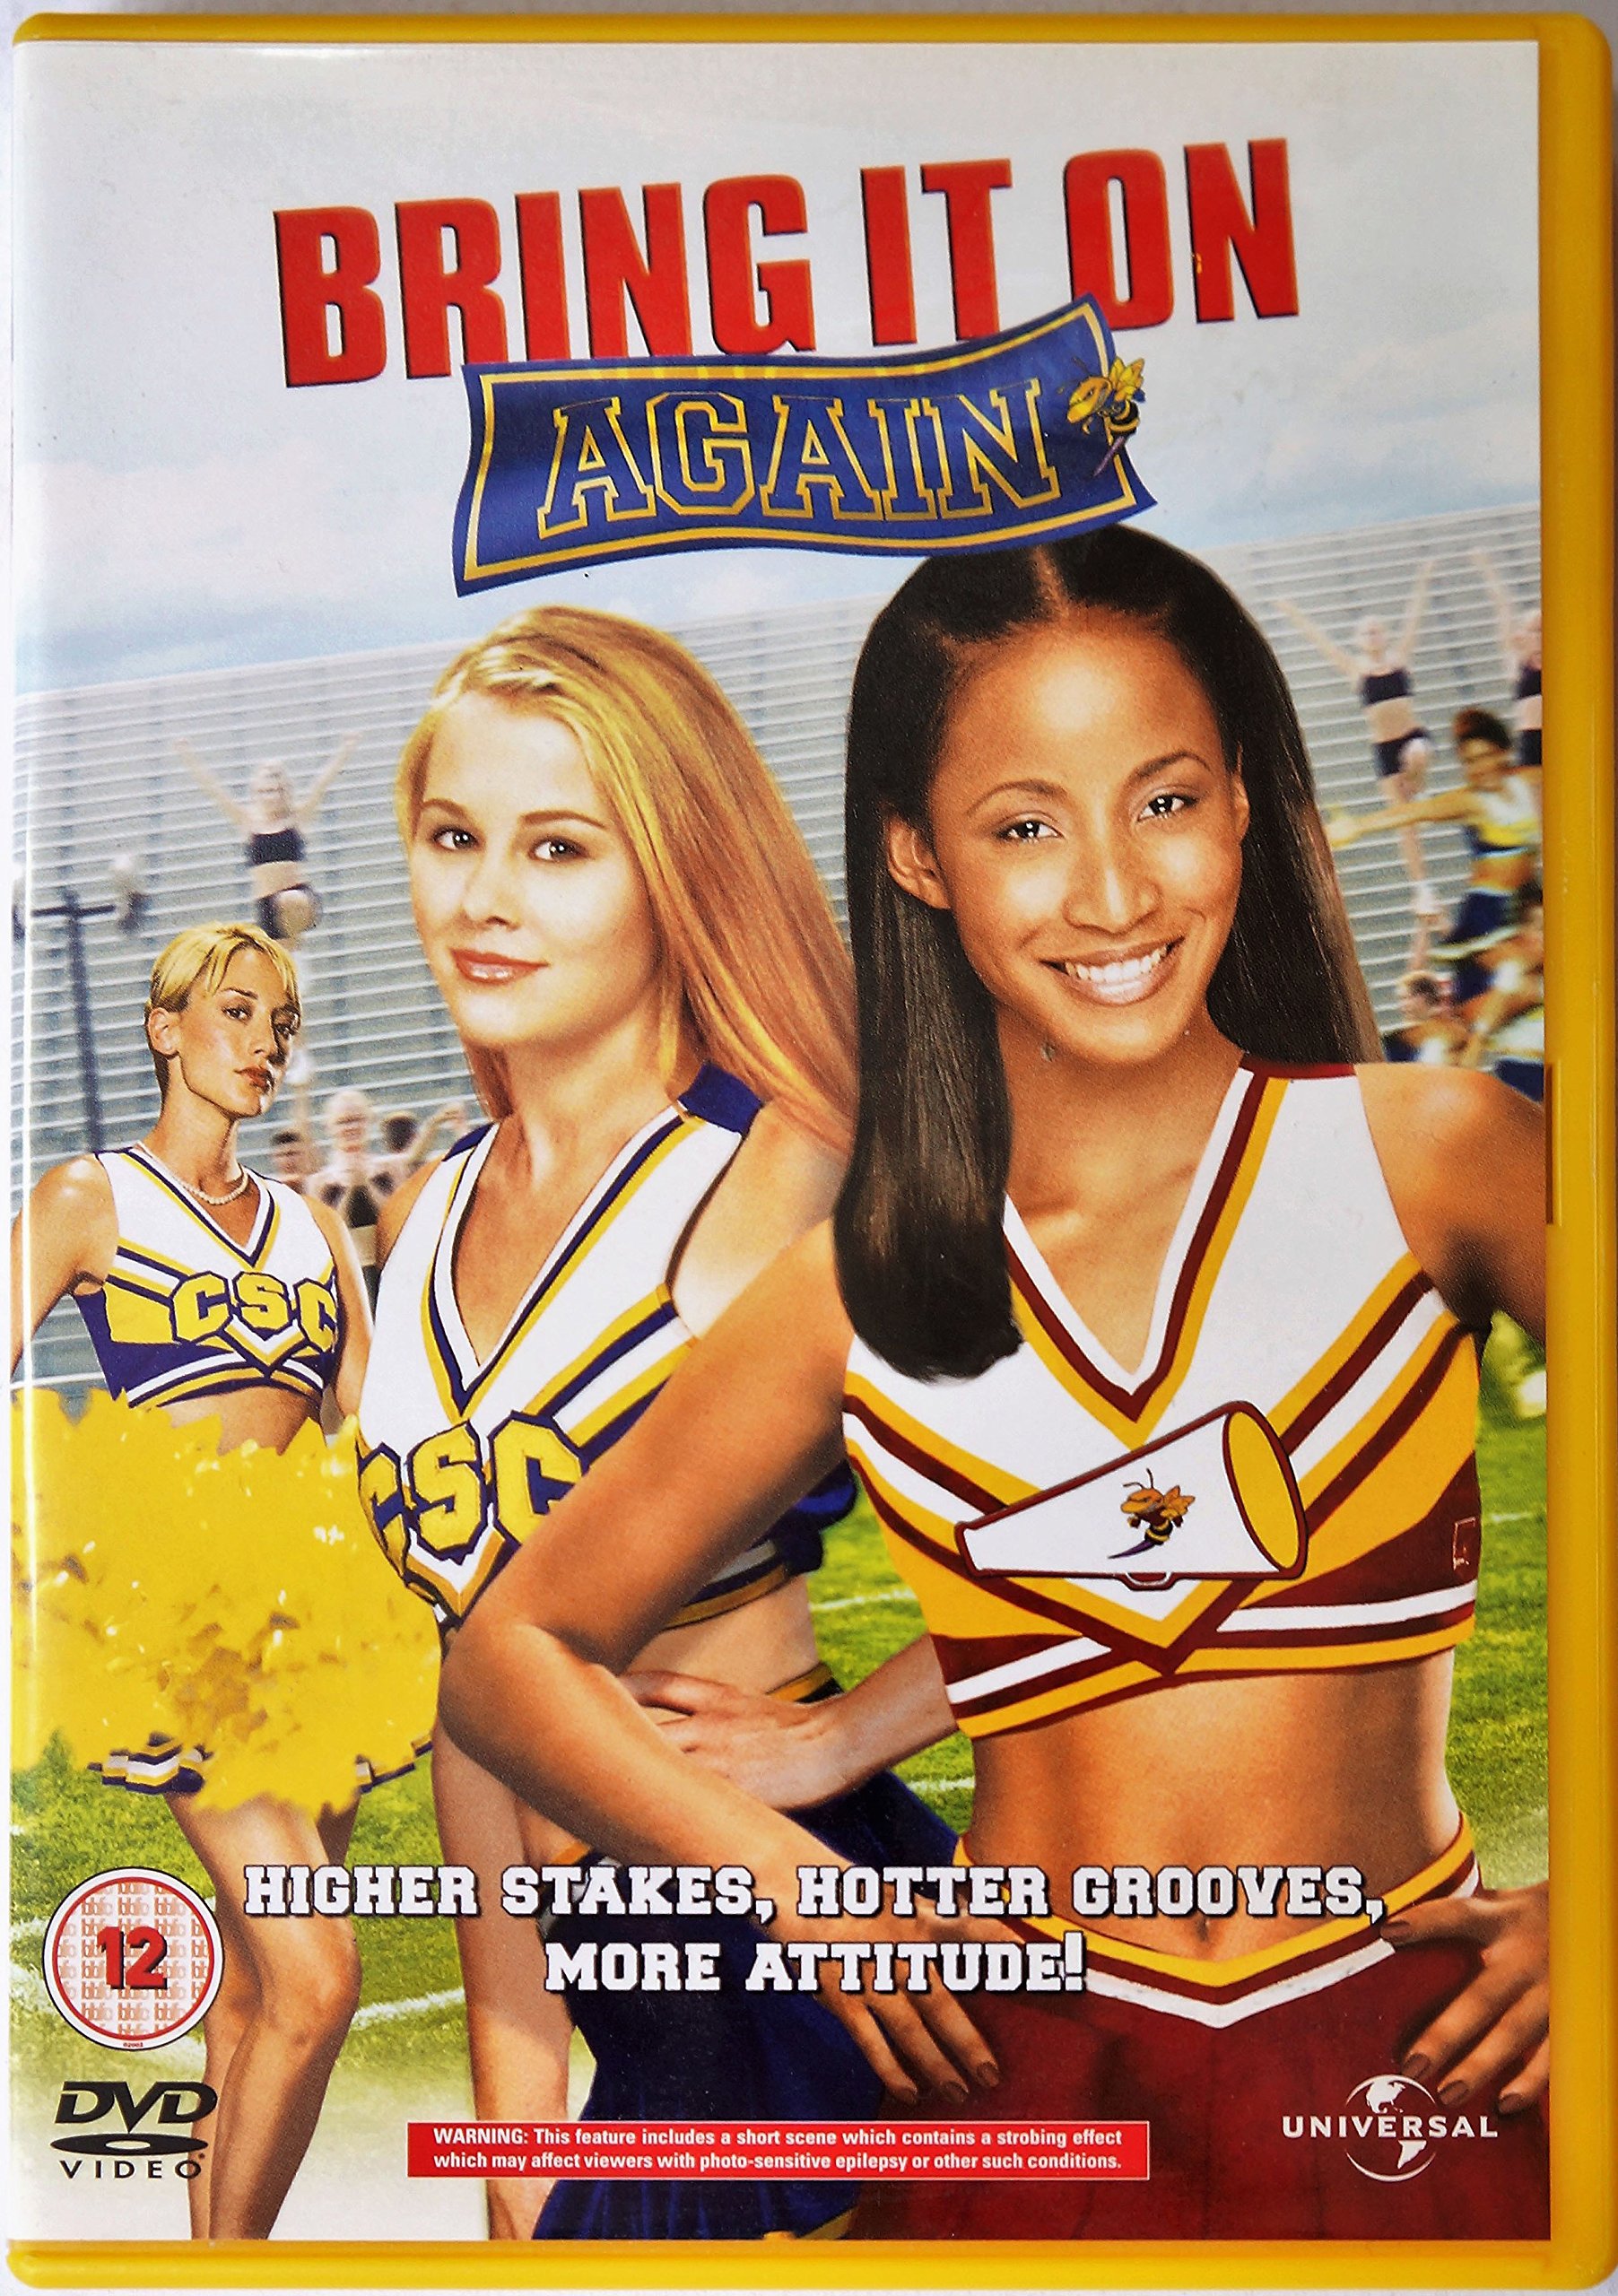 BRING IT ON
AGAIN
CSC
CSC
HIGHER STAKES, HOTTER GROOVES,
MORE ATTITUDE!
12
DVD
VIDEO
WARNING: This feature includes a short scene which contains a strobing effect
which may affect viewers with photo-sensitive epilepsy or other such conditions.
UNIVERSAL